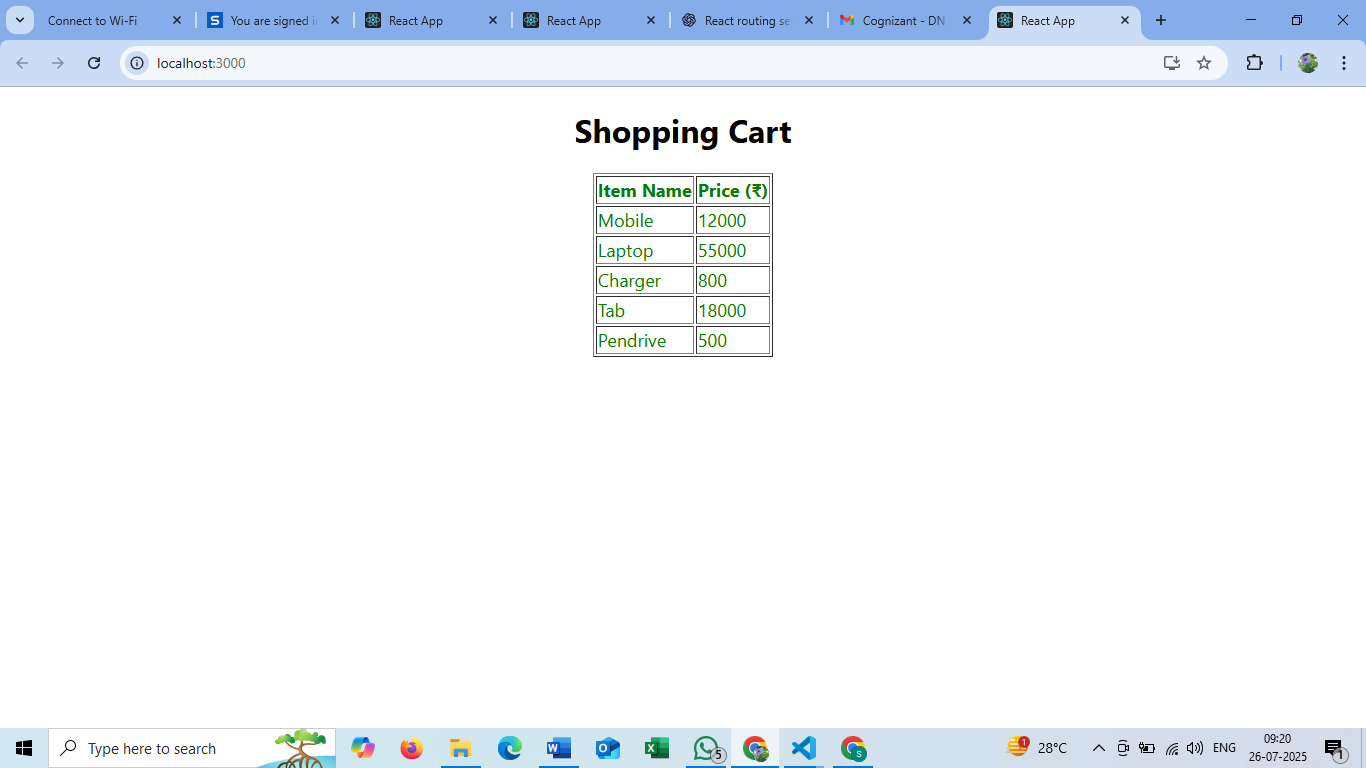 Connect to Wi-Fi
You are signed i
React App
React App
React routing se
Cognizant - DN
React App
localhost:3000
Shopping Cart
Item Name Price (₹)
Mobile 12000
Laptop 55000
Charger 800
Tab 18000
Pendrive 500
Type here to search
5
1
28°C
ENG
09:20
26-07-2025
1